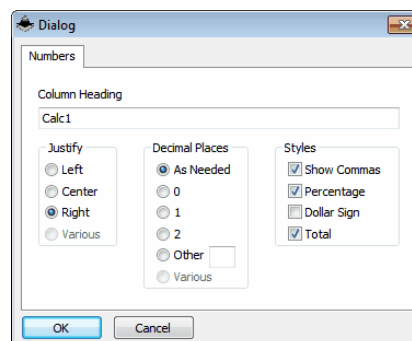 Dialog
Numbers
Column Heading
Calc1
Justify
Left
Center
Right
Various
Decimal Places
As Needed
0
1
2
Other
Various
Styles
Show Commas
Percentage
Dollar Sign
Total
OK
Cancel